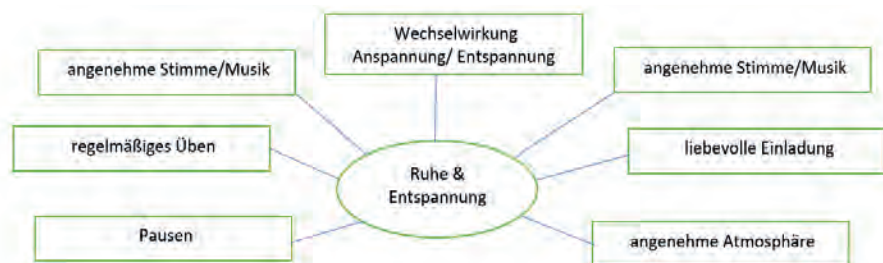 Wechselwirkung
Anspannung/ Entspannung
angenehme Stimme/Musik
angenehme Stimme/Musik
regelmäßiges Üben
liebevolle Einladung
Ruhe &
Entspannung
Pausen
angenehme Atmosphäre